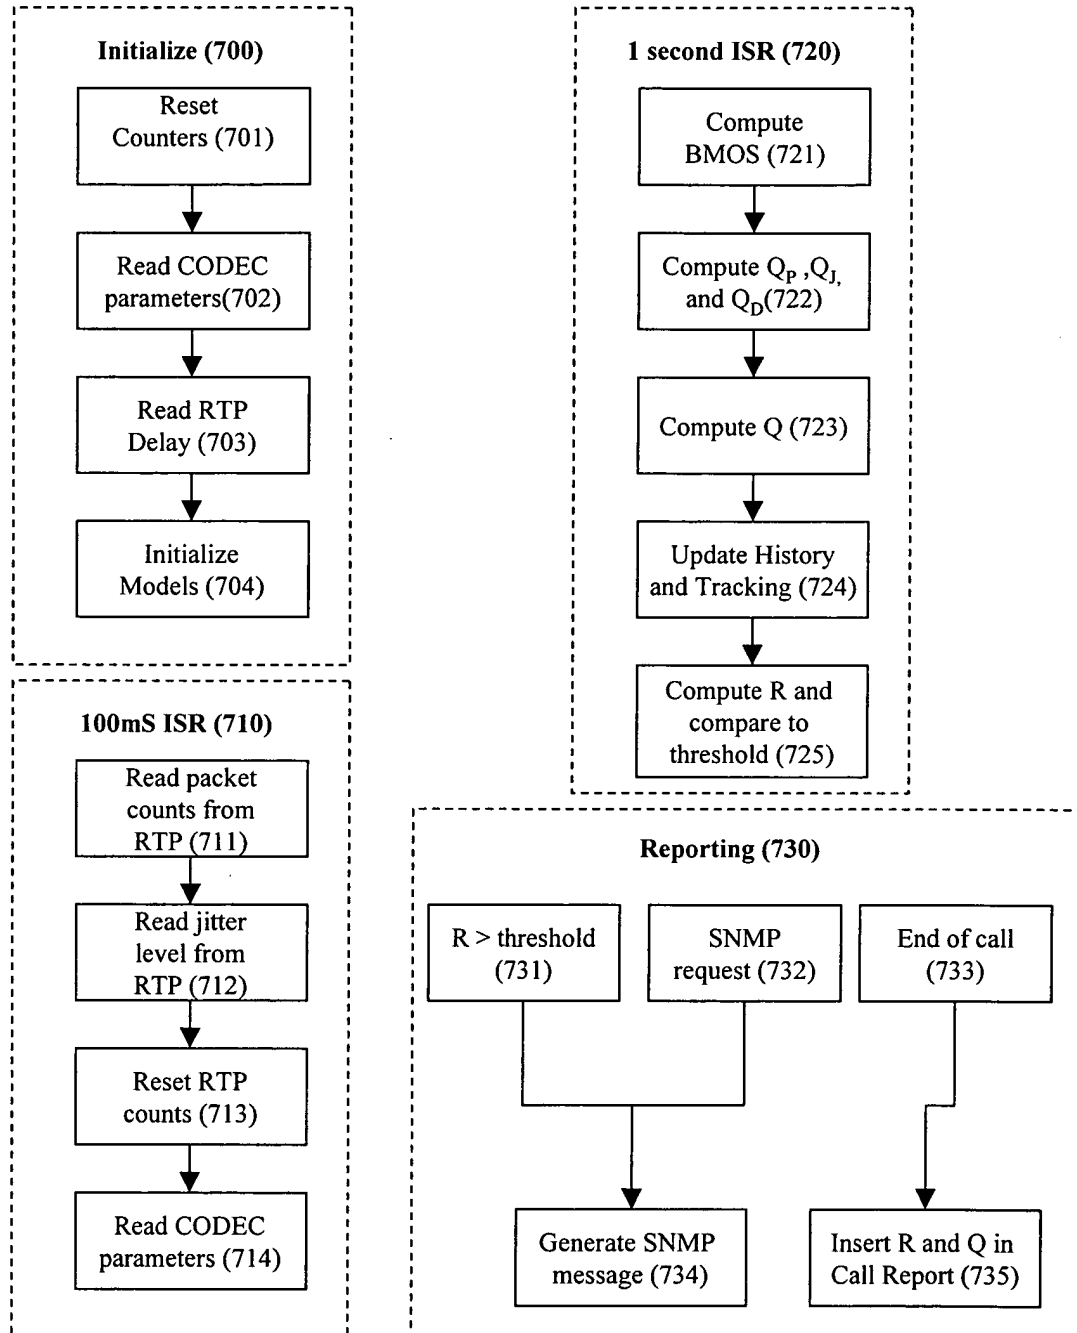 Initialize (700)
Reset
Counters (701)
Read CODEC
parameters(702)
Read RTP
Delay (703)
Initialize
Models (704)
100mS ISR (710)
Read packet
counts from
RTP (711)
Read jitter
level from
RTP (712)
Reset RTP
counts (713)
Read CODEC
parameters (714)
1 second ISR (720)
Compute
BMOS (721)
Compute QP ,QJ,
and QD(722)
Compute Q (723)
Update History
and Tracking (724)
Compute R and
compare to
threshold (725)
Reporting (730)
R > threshold
(731)
SNMP
request (732)
End of call
(733)
Generate SNMP
message (734)
Insert R and Q in
Call Report (735)